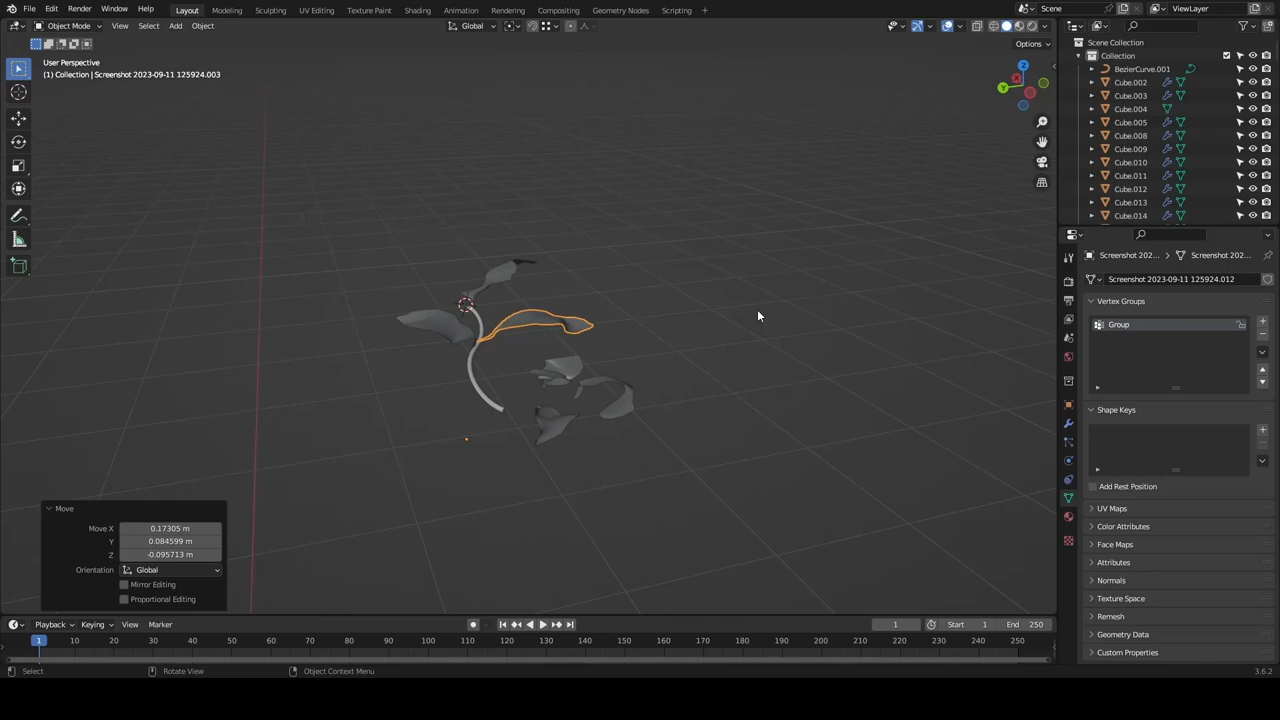 File Edit Render Window Help Layout Modeling Sculpting UV Editing Texture Paint Shading Animation Rendering Compositing Geometry Nodes Scripting + Scene ViewLayer
Object Mode View Select Add Object Global
Options
User Perspective
(1) Collection | Screenshot 2023-09-11 125924.003
Z
X
Y
Move
Move X 0.17305 m
Y 0.084599 m
Z -0.095713 m
Orientation Global
Mirror Editing
Proportional Editing
Scene Collection
Collection
BezierCurve.001
Cube.002
Cube.003
Cube.004
Cube.005
Cube.008
Cube.009
Cube.010
Cube.011
Cube.012
Cube.013
Cube.014
Screenshot 202... Screenshot 202...
Screenshot 2023-09-11 125924.012
Vertex Groups
Group
Shape Keys
Add Rest Position
UV Maps
Color Attributes
Face Maps
Attributes
Normals
Texture Space
Remesh
Geometry Data
Custom Properties
Playback Keying View Marker 1 Start 1 End 250
1 10 20 30 40 50 60 70 80 90 100 110 120 130 140 150 160 170 180 190 200 210 220 230 240 250
Select Rotate View Object Context Menu 3.6.2